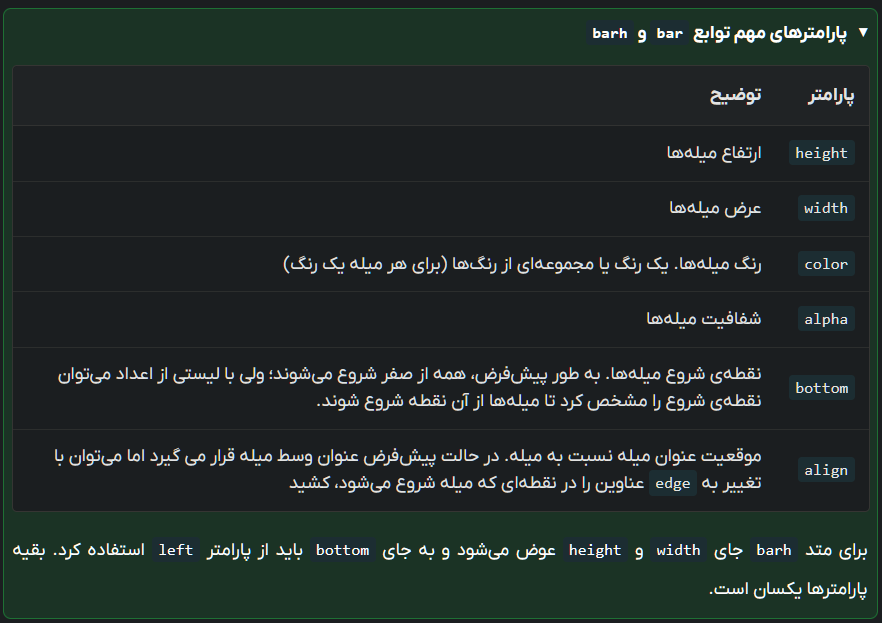 ▼ پارامترهای مهم توابع bar و barh
پارامتر توضیح
height ارتفاع میله‌ها
width عرض میله‌ها
color رنگ میله‌ها. یک رنگ یا مجموعه‌ای از رنگ‌ها (برای هر میله یک رنگ)
alpha شفافیت میله‌ها
bottom نقطه‌ی شروع میله‌ها. به طور پیش‌فرض، همه از صفر شروع می‌شوند؛ ولی با لیستی از اعداد می‌توان
نقطه‌ی شروع را مشخص کرد تا میله‌ها از آن نقطه شروع شوند.
align موقعیت عنوان میله نسبت به میله. در حالت پیش‌فرض عنوان وسط میله قرار می گیرد اما می‌توان با
تغییر به edge عناوین را در نقطه‌ای که میله شروع می‌شود، کشید
برای متد barh جای width و height عوض می‌شود و به جای bottom باید از پارامتر left استفاده کرد. بقیه
پارامترها یکسان است.